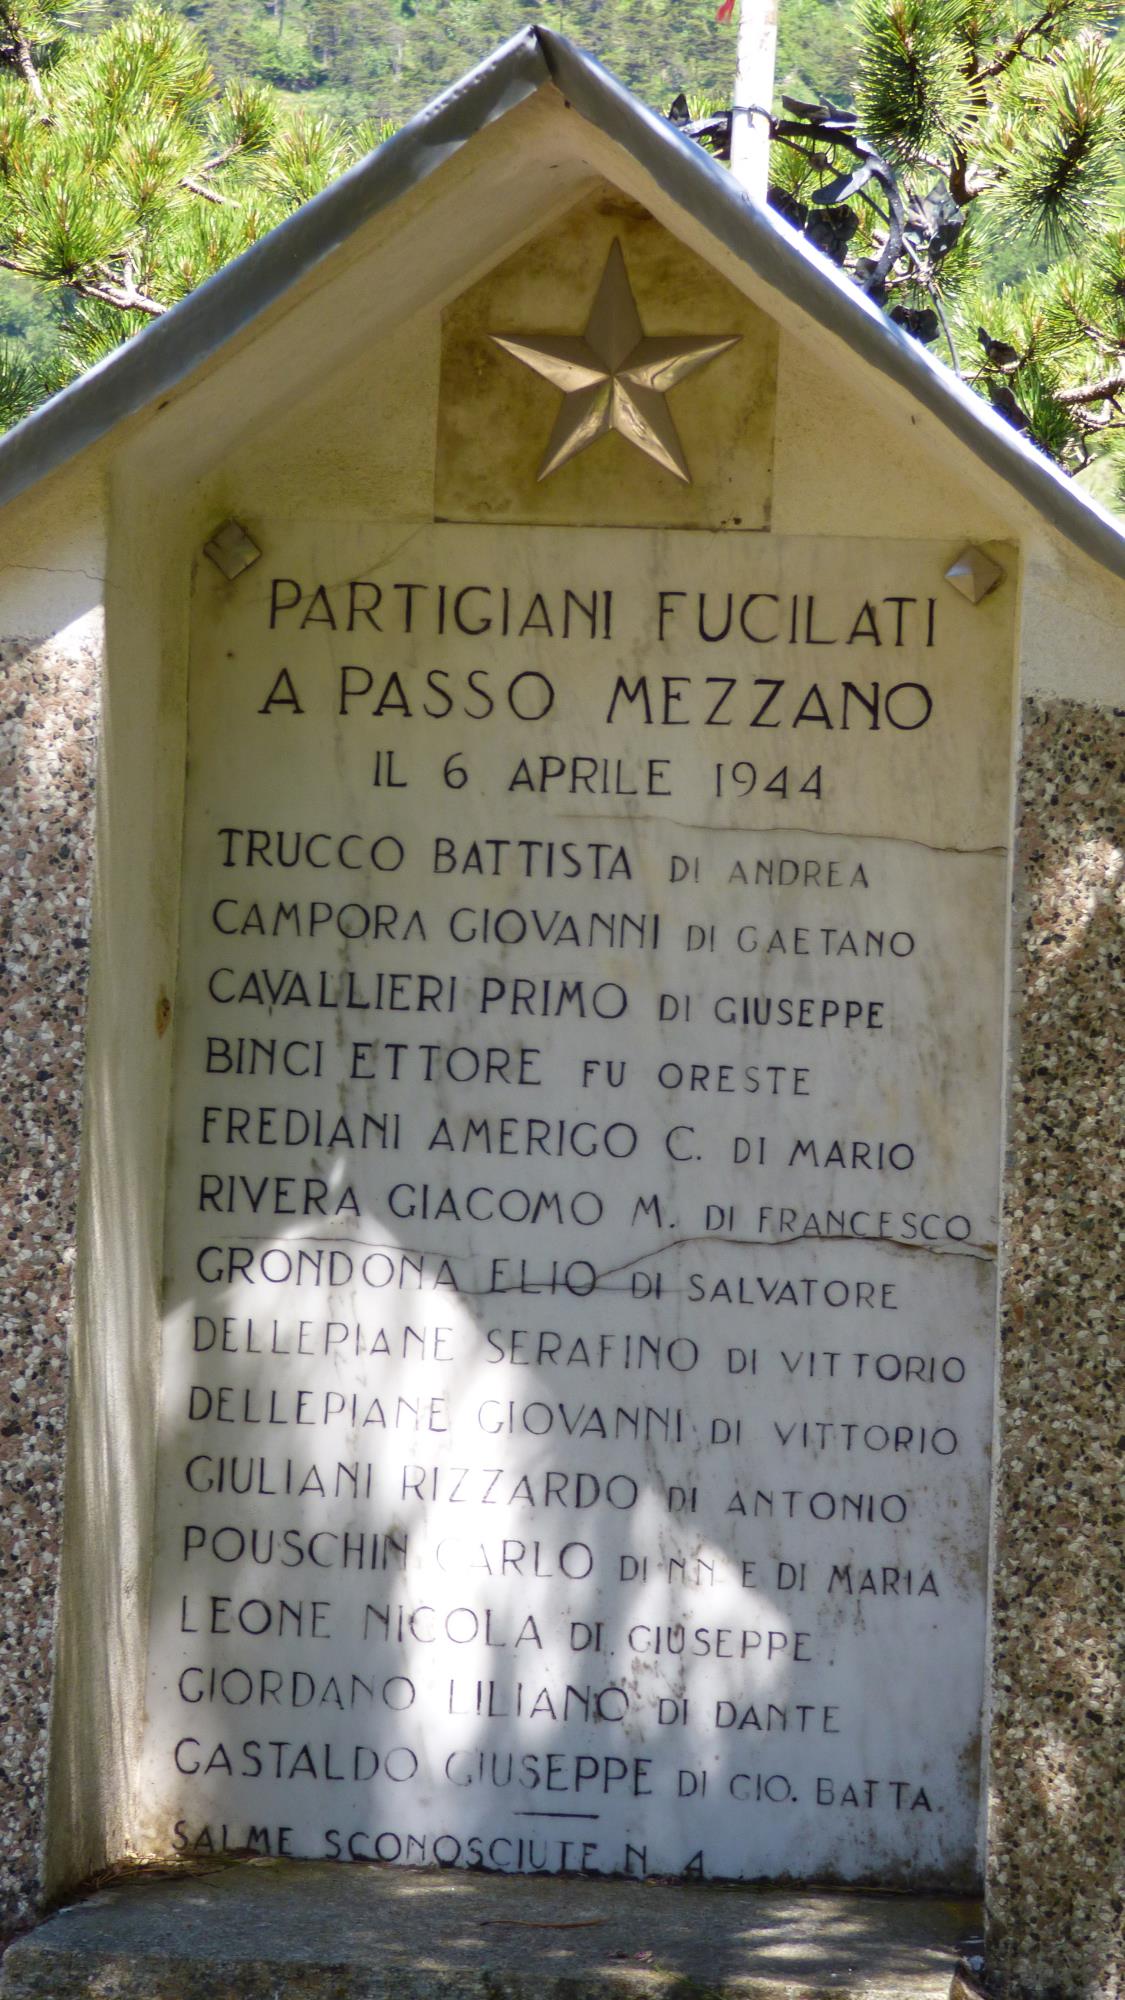 PARTIGIANI FUCILATI
A PASSO MEZZANO
IL 6 APRILE 1944
TRUCCO BATTISTA DI ANDREA
CAMPORA GIOVANNI DI GAETANO
CAVALLIERI PRIMO DI GIUSEPPE
BINCI ETTORE FU ORESTE
FREDIANI AMERIGO C. DI MARIO
RIVERA GIACOMO M. DI FRANCESCO
GRONDONA ELIO DI SALVATORE
DELLEPIANE SERAFINO DI VITTORIO
DELLEPIANE GIOVANNI DI VITTORIO
GIULIANI RIZZARDO DI ANTONIO
POUSCHIN CARLO DI NN E DI MARIA
LEONE NICOLA DI GIUSEPPE
GIORDANO LILIANO DI DANTE
GASTALDO GIUSEPPE DI GIO. BATTA.
SALME SCONOSCIUTE N. 4